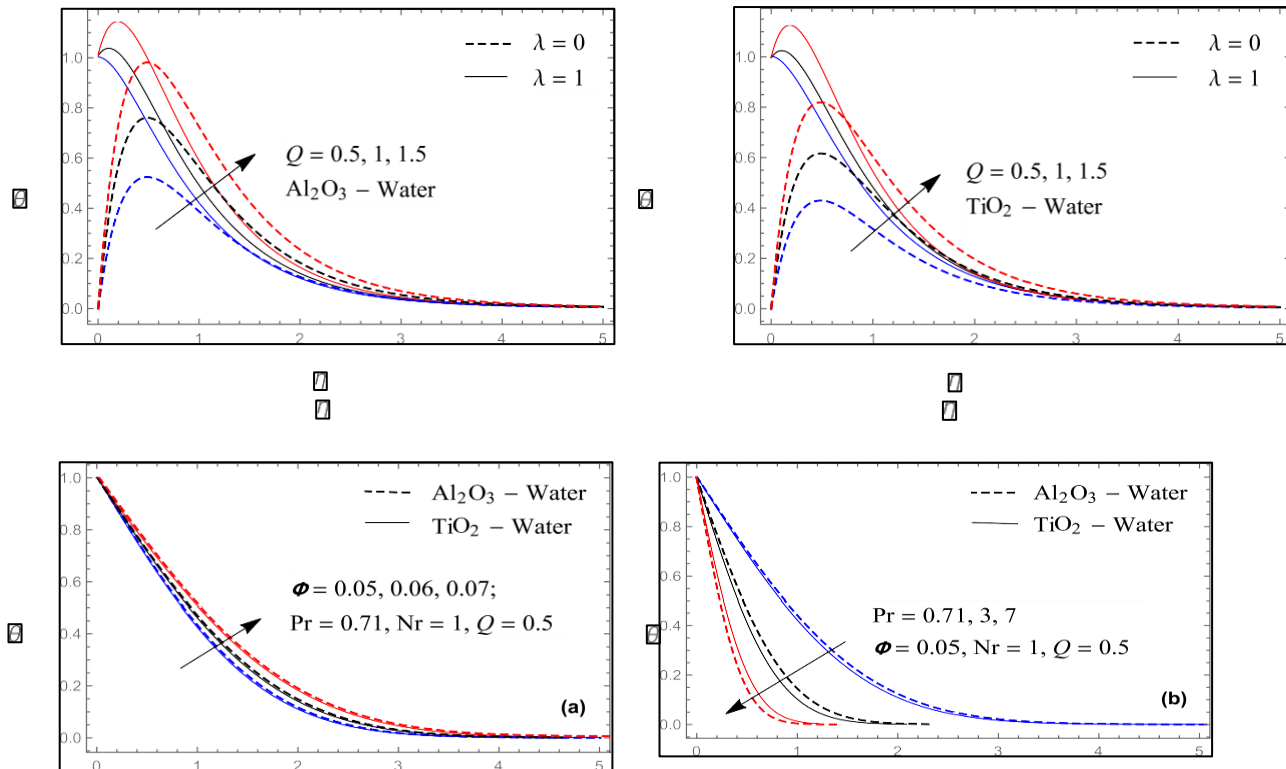 λ = 0
λ = 1
Q = 0.5, 1, 1.5
Al₂O₃ − Water
θ
1.0
0.8
0.6
0.4
0.2
0.0
0 1 2 3 4 5
η
η
λ = 0
λ = 1
Q = 0.5, 1, 1.5
TiO₂ − Water
θ
1.0
0.8
0.6
0.4
0.2
0.0
0 1 2 3 4 5
η
η
Al₂O₃ − Water
TiO₂ − Water
Φ = 0.05, 0.06, 0.07;
Pr = 0.71, Nr = 1, Q = 0.5
(a)
θ
1.0
0.8
0.6
0.4
0.2
0.0
0 1 2 3 4 5
Al₂O₃ − Water
TiO₂ − Water
Pr = 0.71, 3, 7
Φ = 0.05, Nr = 1, Q = 0.5
(b)
θ
1.0
0.8
0.6
0.4
0.2
0.0
0 1 2 3 4 5